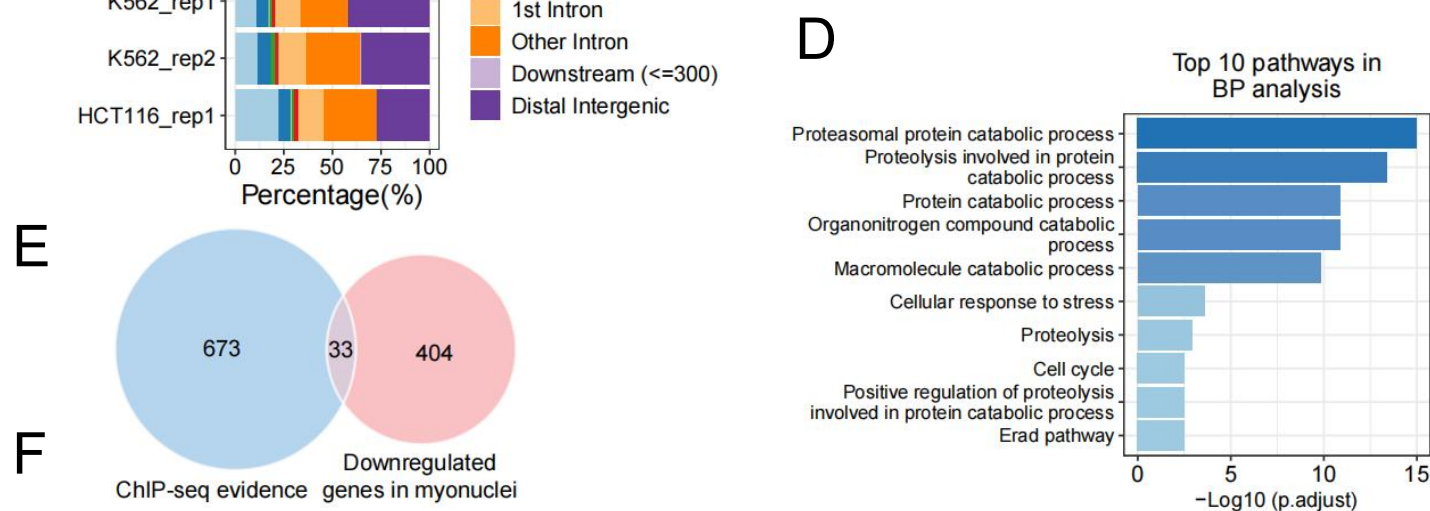 K562_rep1
K562_rep2
HCT116_rep1
0 25 50 75 100
Percentage(%)
1st Intron
Other Intron
Downstream (<=300)
Distal Intergenic
D
Top 10 pathways in
BP analysis
Proteasomal protein catabolic process
Proteolysis involved in protein
catabolic process
Protein catabolic process
Organonitrogen compound catabolic
process
Macromolecule catabolic process
Cellular response to stress
Proteolysis
Cell cycle
Positive regulation of proteolysis
involved in protein catabolic process
Erad pathway
0 5 10 15
−Log10 (p.adjust)
E
673
33
404
ChIP-seq evidence
Downregulated
genes in myonuclei
F